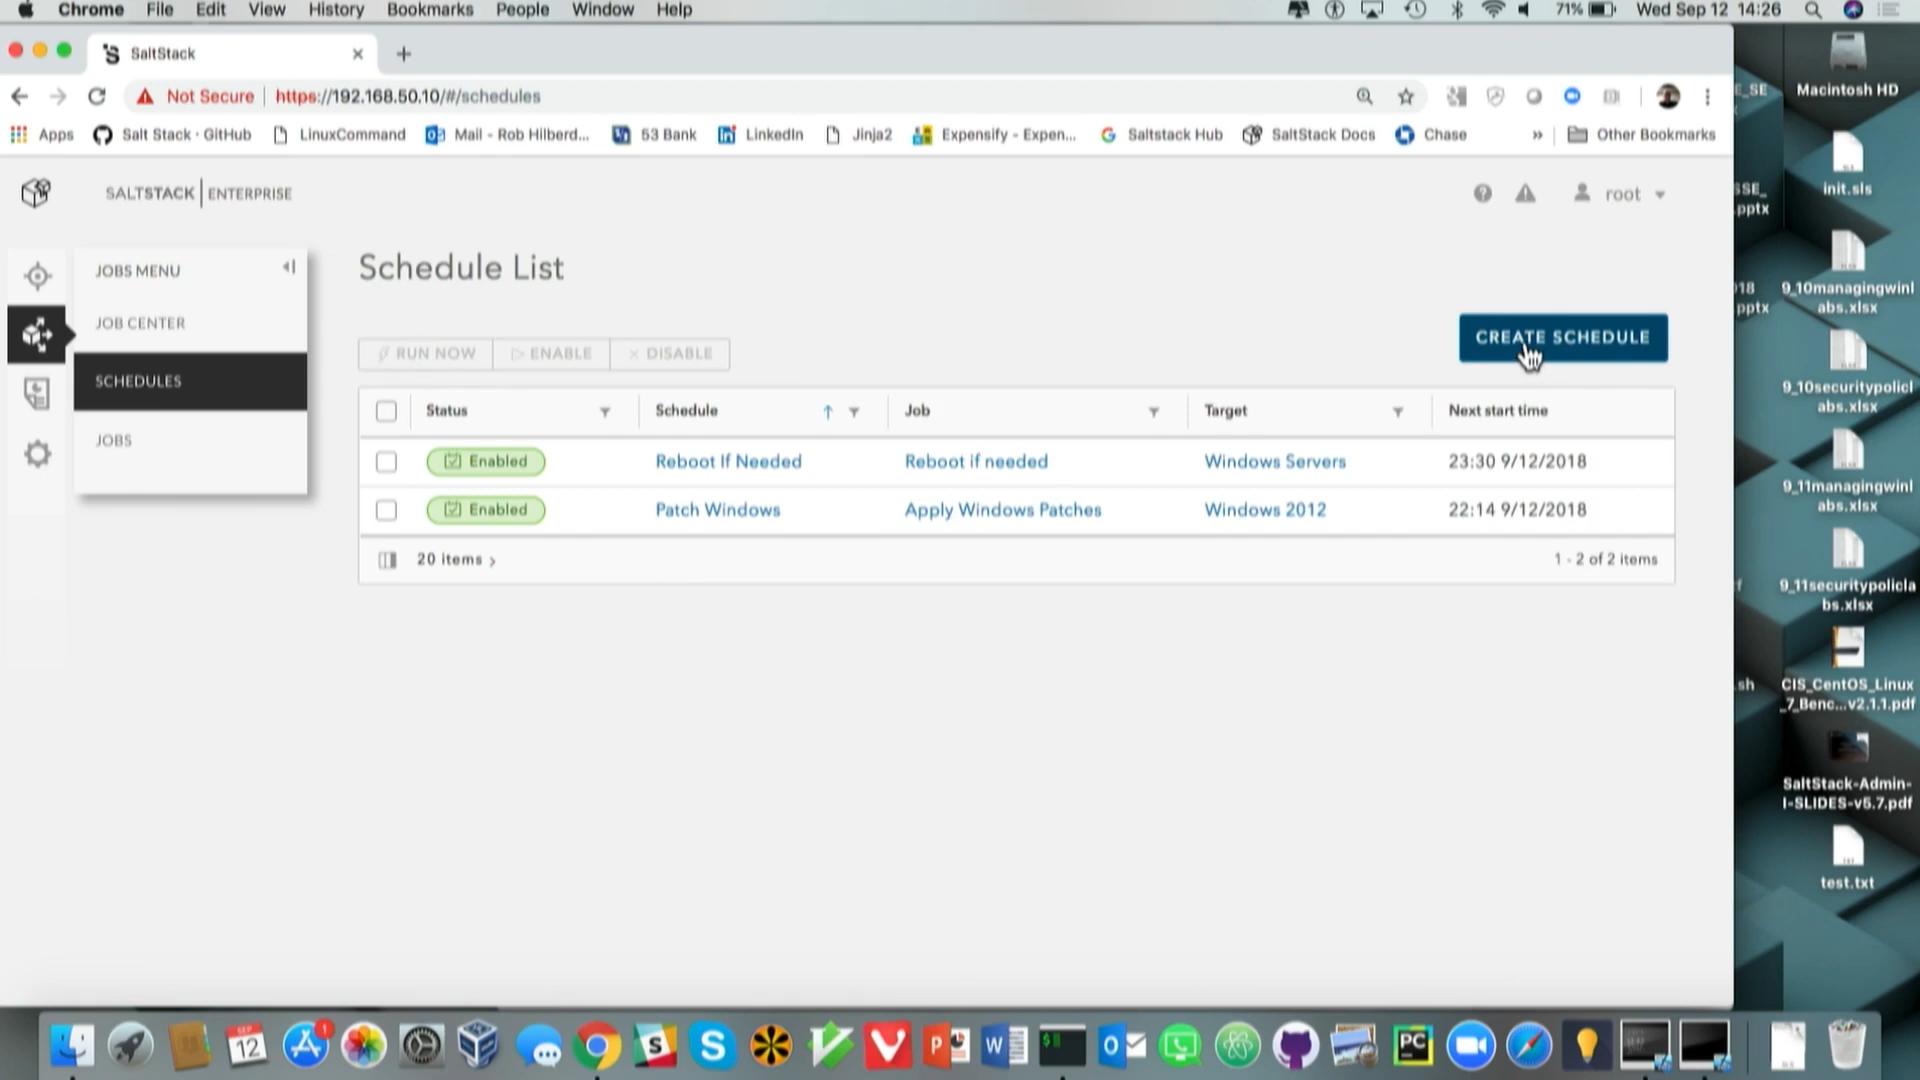 Chrome File Edit View History Bookmarks People Window Help 71% Wed Sep 12 14:26
SaltStack
Not Secure https://192.168.50.10/#/schedules
Apps Salt Stack · GitHub LinuxCommand Mail - Rob Hilberd... 53 Bank LinkedIn Jinja2 Expensify - Expen... Saltstack Hub SaltStack Docs Chase » Other Bookmarks
SALTSTACK ENTERPRISE root
JOBS MENU
JOB CENTER
SCHEDULES
JOBS
Schedule List
RUN NOW ENABLE DISABLE
CREATE SCHEDULE
Status Schedule Job Target Next start time
Enabled Reboot If Needed Reboot if needed Windows Servers 23:30 9/12/2018
Enabled Patch Windows Apply Windows Patches Windows 2012 22:14 9/12/2018
20 items 1 - 2 of 2 items
Macintosh HD
init.sls
.pptx
9_10managingwinl
abs.xlsx
.pptx
9_10securitypolicl
abs.xlsx
9_11managingwinl
abs.xlsx
9_11securitypolicla
bs.xlsx
.sh
CIS_CentOS_Linux
_7_Benc...v2.1.1.pdf
SaltStack-Admin-
I-SLIDES-v5.7.pdf
test.txt
SEP
12
1
S
P
W
PC